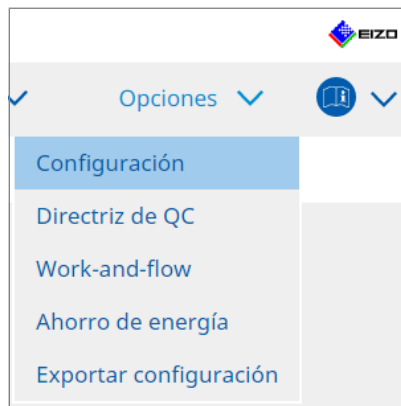 EIZO
Opciones
Configuración
Directriz de QC
Work-and-flow
Ahorro de energía
Exportar configuración